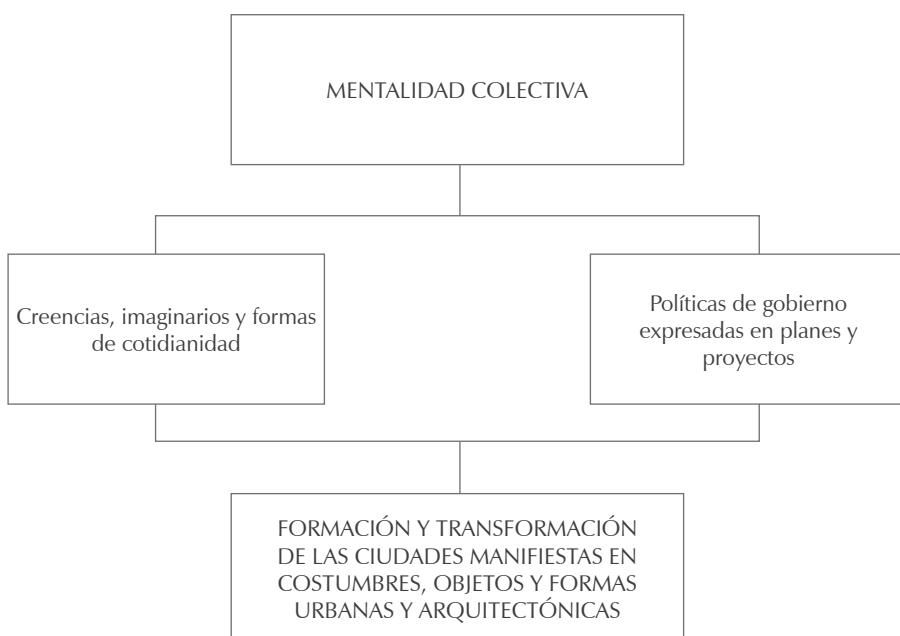 MENTALIDAD COLECTIVA
Creencias, imaginarios y formas
de cotidianidad
Políticas de gobierno
expresadas en planes y
proyectos
FORMACIÓN Y TRANSFORMACIÓN
DE LAS CIUDADES MANIFIESTAS EN
COSTUMBRES, OBJETOS Y FORMAS
URBANAS Y ARQUITECTÓNICAS